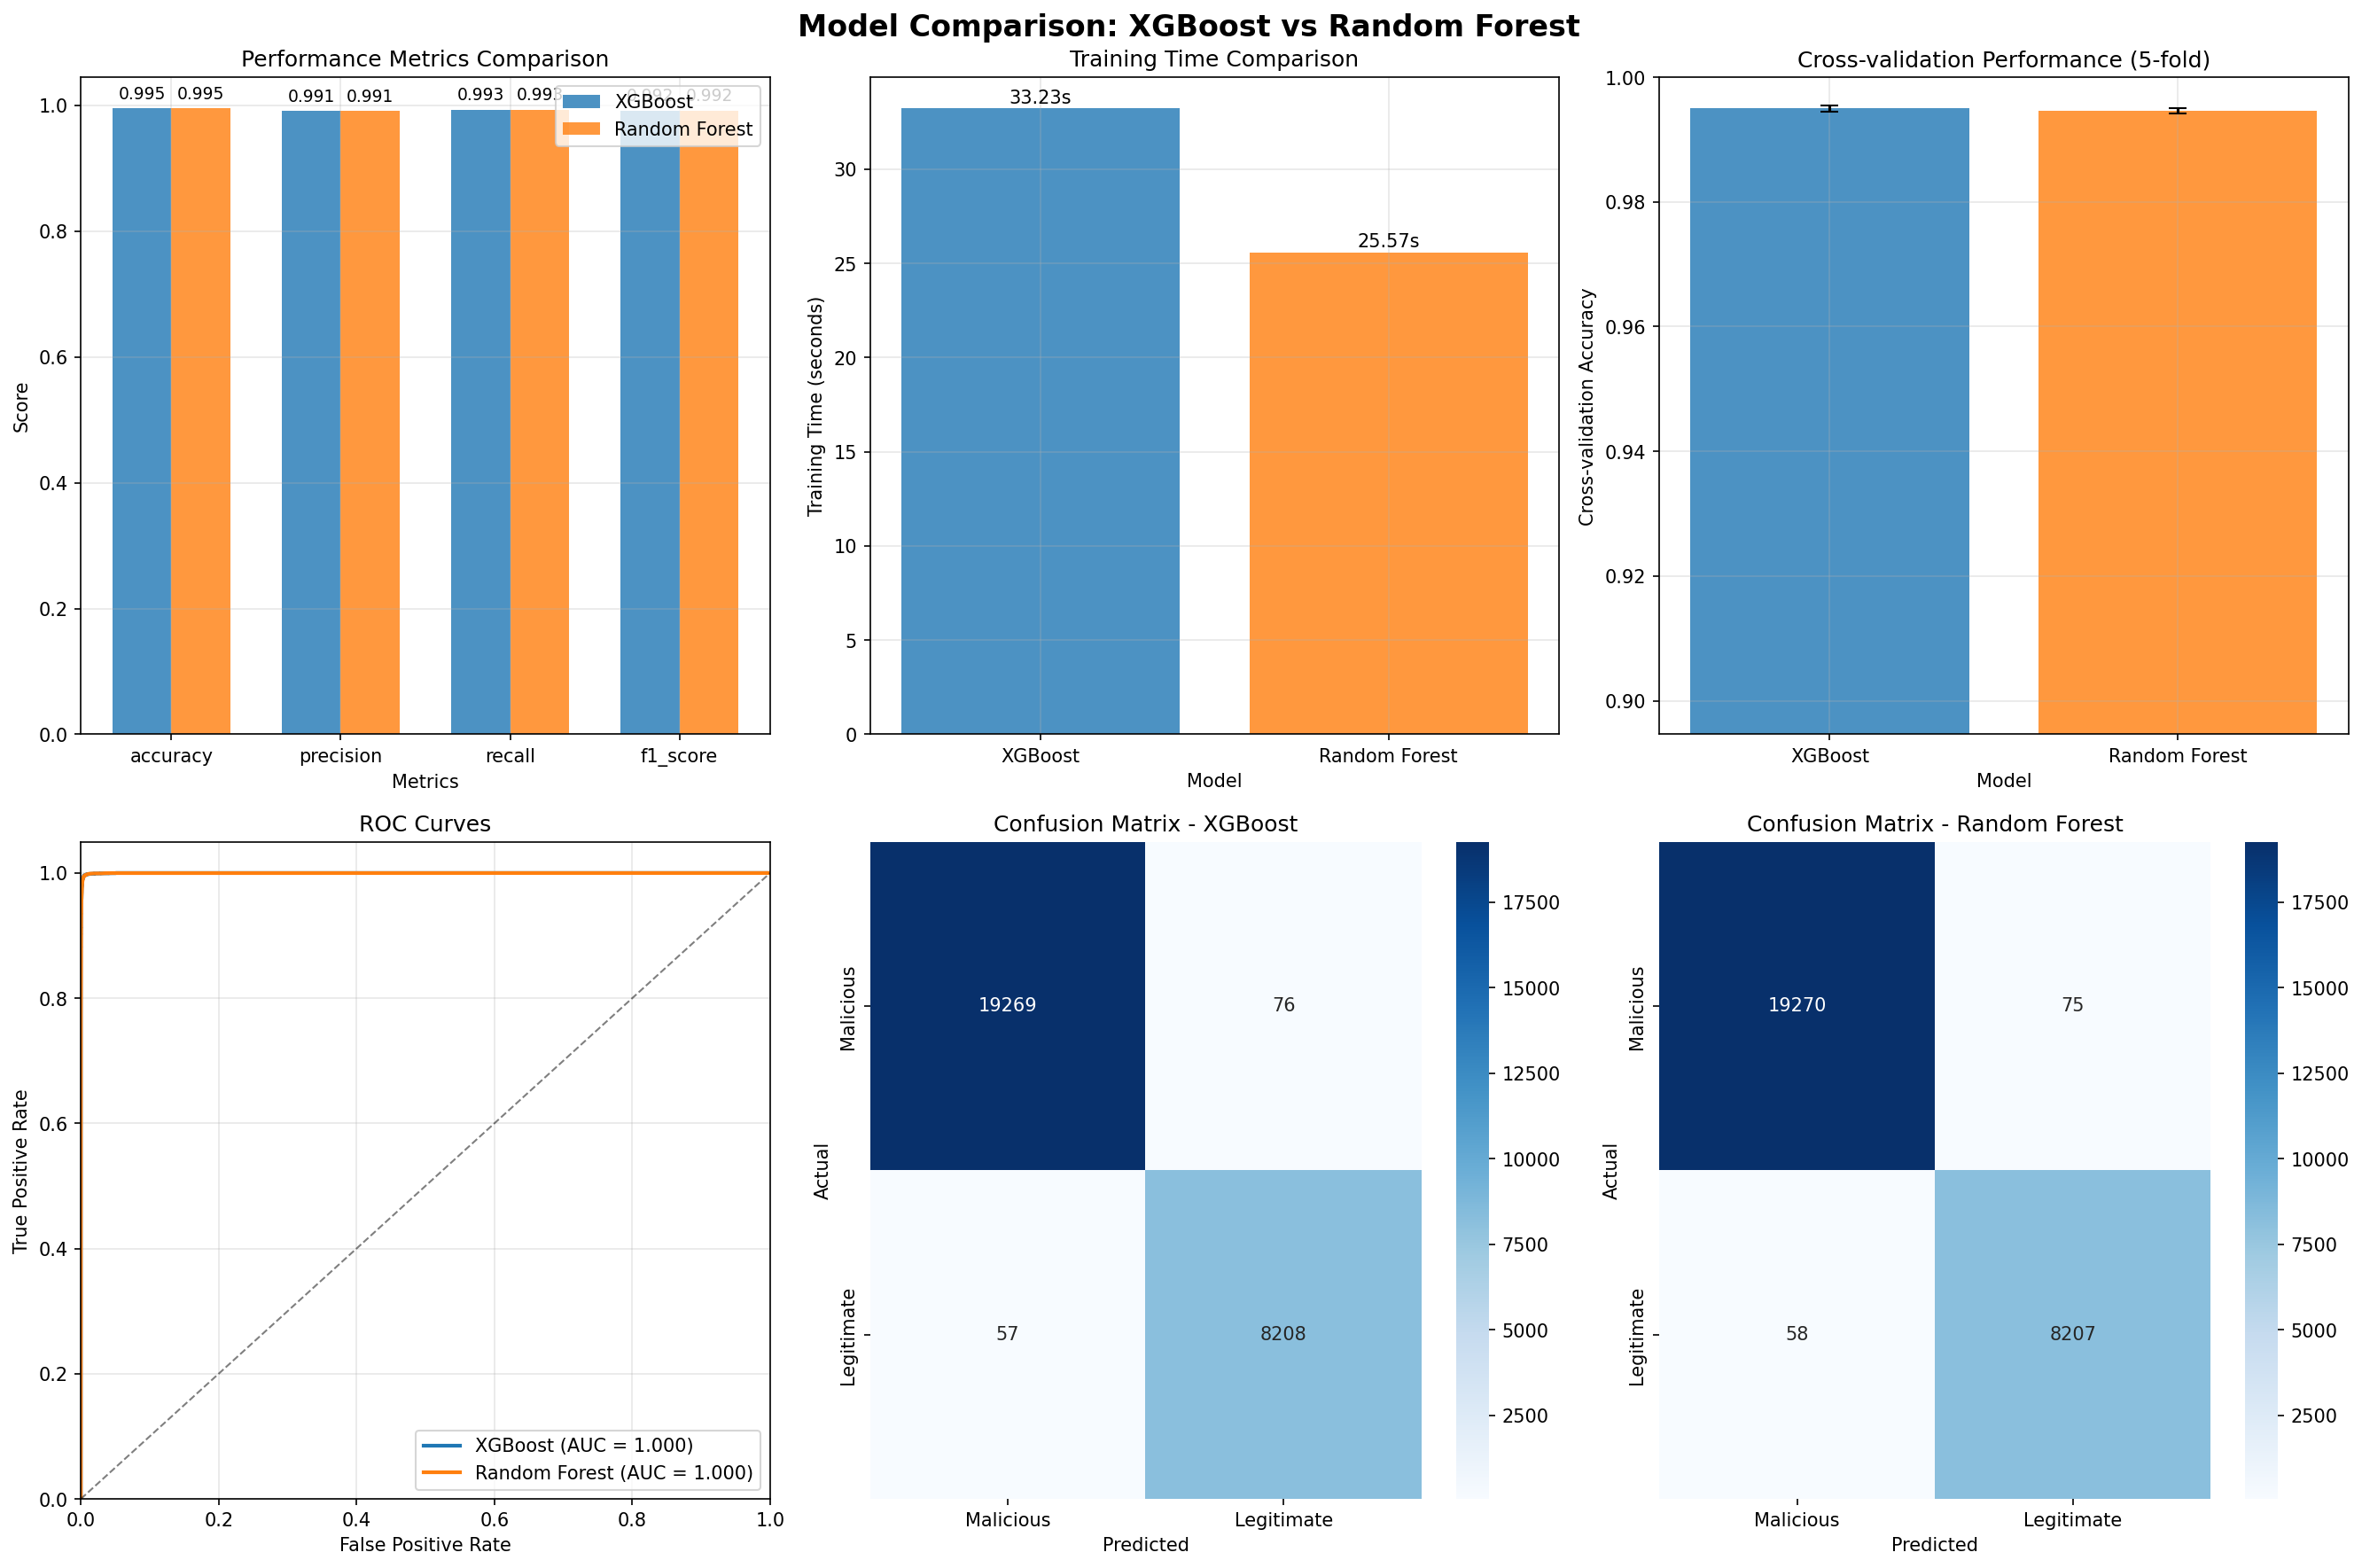 Model Comparison: XGBoost vs Random Forest
Performance Metrics Comparison
0.995 0.995 0.991 0.991 0.993 0.993 0.992 0.992
XGBoost
Random Forest
Score
1.0
0.8
0.6
0.4
0.2
0.0
accuracy precision recall f1_score
Metrics
Training Time Comparison
33.23s
25.57s
Training Time (seconds)
30
25
20
15
10
5
0
XGBoost Random Forest
Model
Cross-validation Performance (5-fold)
Cross-validation Accuracy
1.00
0.98
0.96
0.94
0.92
0.90
XGBoost Random Forest
Model
ROC Curves
True Positive Rate
1.0
0.8
0.6
0.4
0.2
0.0
XGBoost (AUC = 1.000)
Random Forest (AUC = 1.000)
0.0 0.2 0.4 0.6 0.8 1.0
False Positive Rate
Confusion Matrix - XGBoost
Actual
Malicious
19269 76
Legitimate
57 8208
Malicious Legitimate
Predicted
17500
15000
12500
10000
7500
5000
2500
Confusion Matrix - Random Forest
Actual
Malicious
19270 75
Legitimate
58 8207
Malicious Legitimate
Predicted
17500
15000
12500
10000
7500
5000
2500